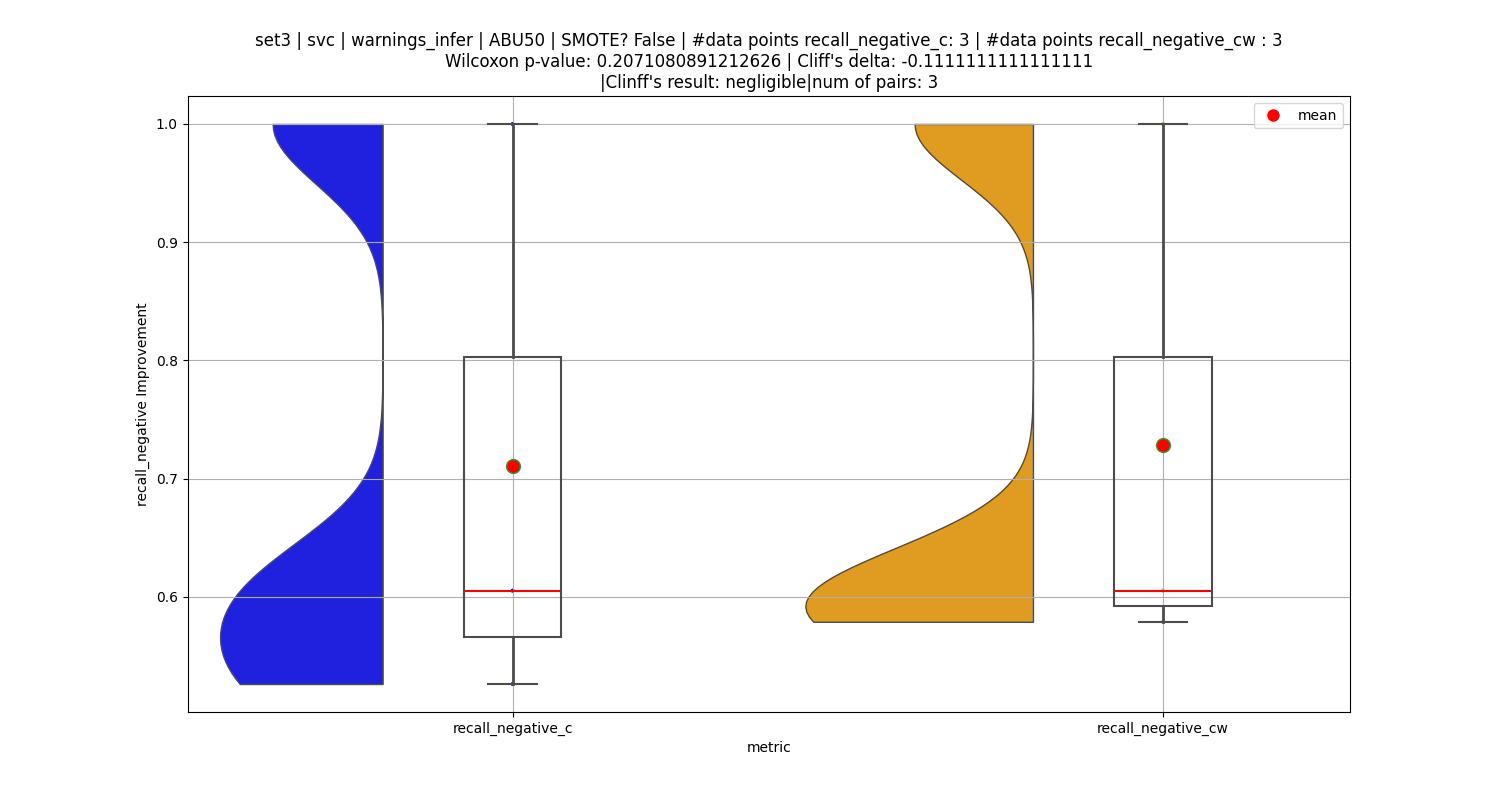 set3 | svc | warnings_infer | ABU50 | SMOTE? False | #data points recall_negative_c: 3 | #data points recall_negative_cw : 3
Wilcoxon p-value: 0.2071080891212626 | Cliff's delta: -0.1111111111111111
|Clinff's result: negligible|num of pairs: 3
mean
1.0
0.9
0.8
0.7
0.6
recall_negative Improvement
recall_negative_c
recall_negative_cw
metric